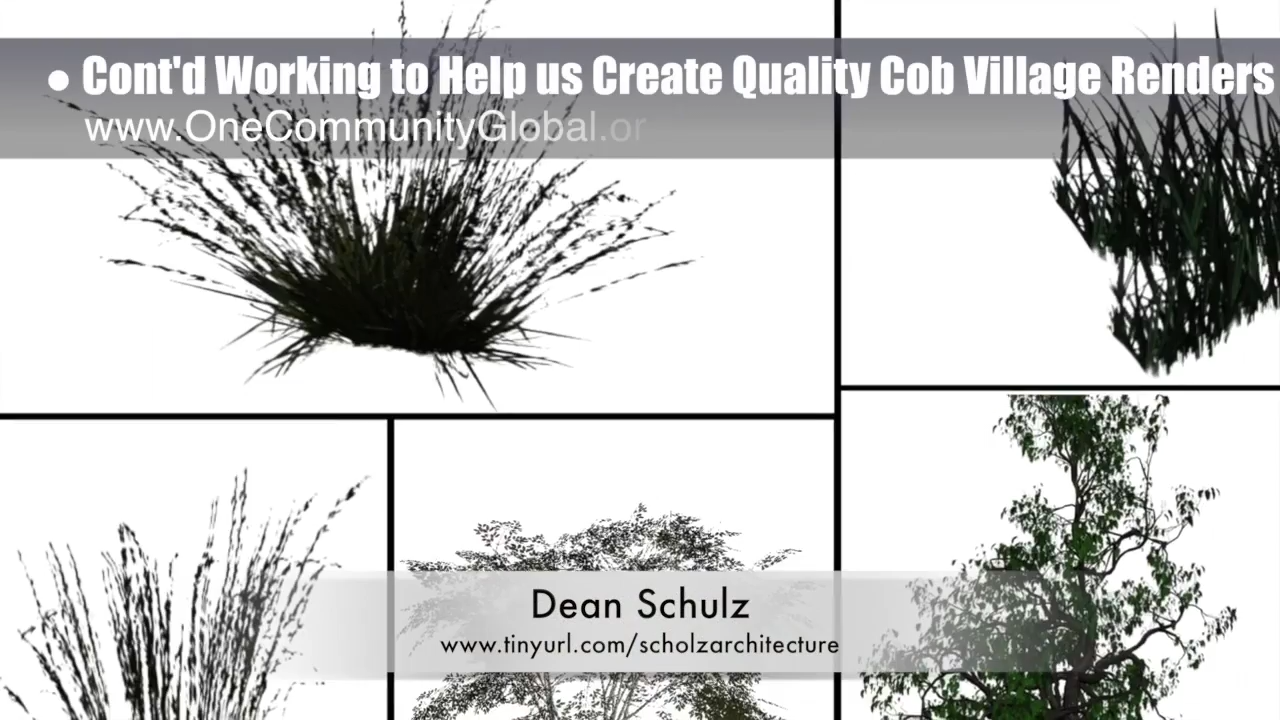 • Cont'd Working to Help us Create Quality Cob Village Renders
www.OneCommunityGlobal.or
Dean Schulz
www.tinyurl.com/scholzarchitecture